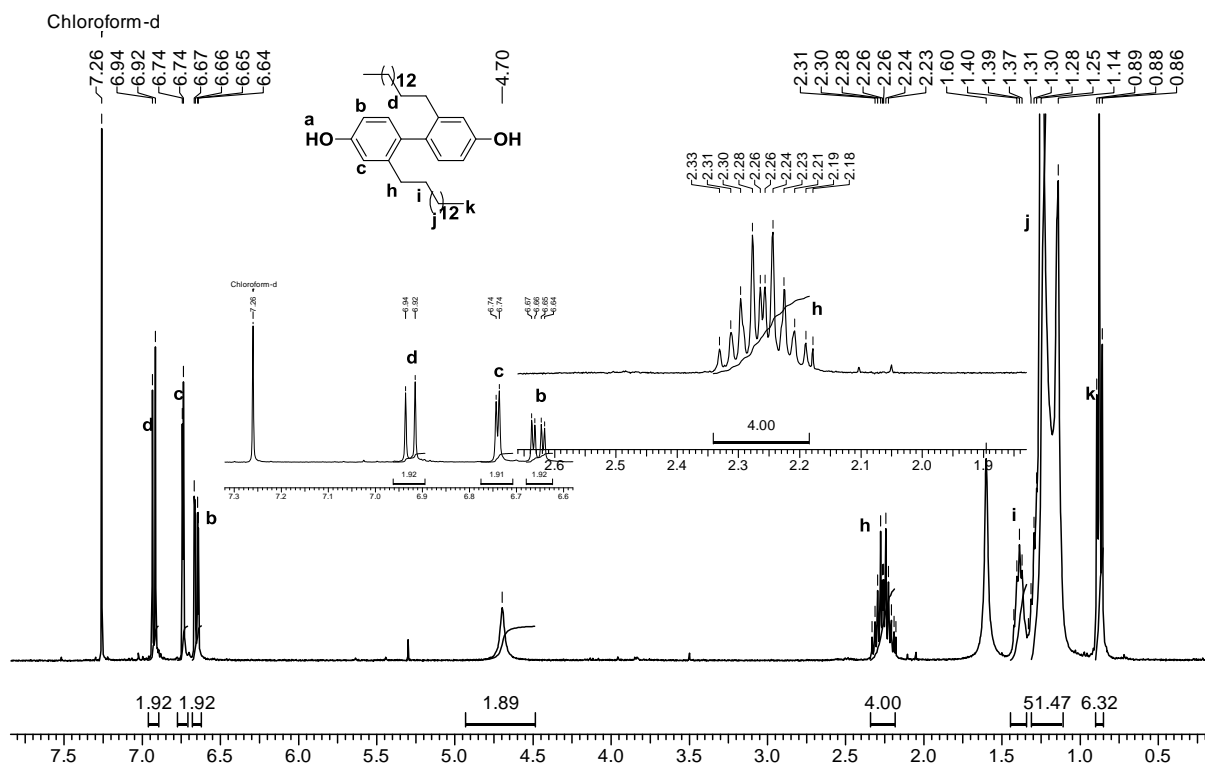 Chloroform-d
7.26
6.94
6.92
6.74
6.74
6.67
6.66
6.65
6.64
4.70
2.31
2.30
2.28
2.26
2.26
2.24
2.23
1.60
1.40
1.39
1.37
1.31
1.30
1.28
1.25
1.14
0.89
0.88
0.86
12
d
b
a
HO
OH
c
h
i
12
k
j
2.33
2.31
2.30
2.28
2.26
2.26
2.24
2.23
2.21
2.19
2.18
h
4.00
2.6 2.5 2.4 2.3 2.2 2.1 2.0 1.9
Chloroform-d
7.26
6.94
6.92
6.74
6.74
6.67
6.66
6.65
6.64
d
c
b
1.92 1.91 1.92
7.3 7.2 7.1 7.0 6.9 6.8 6.7 6.6
d
c
b
h
i
j
k
1.92 1.92 1.89 4.00 51.47 6.32
7.5 7.0 6.5 6.0 5.5 5.0 4.5 4.0 3.5 3.0 2.5 2.0 1.5 1.0 0.5